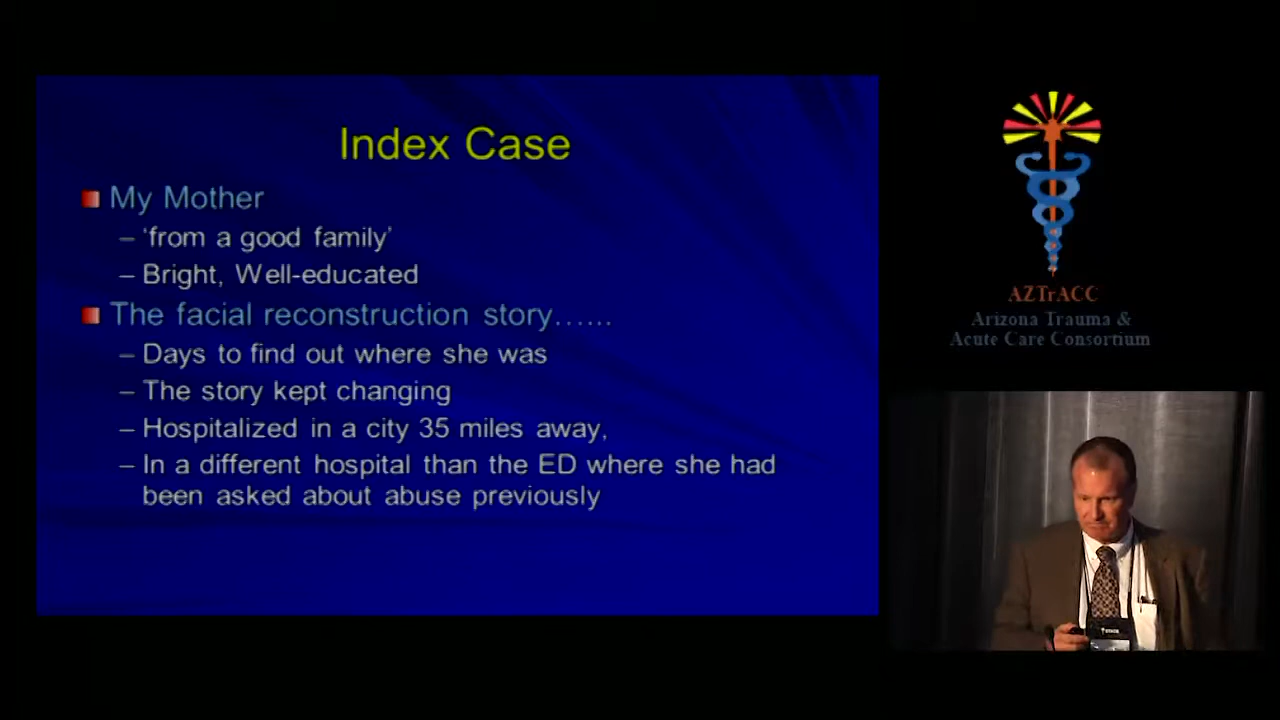 Index Case
My Mother
– ‘from a good family’
– Bright, Well-educated
The facial reconstruction story……
– Days to find out where she was
– The story kept changing
– Hospitalized in a city 35 miles away,
– In a different hospital than the ED where she had
been asked about abuse previously
AZTrACC
Arizona Trauma &
Acute Care Consortium